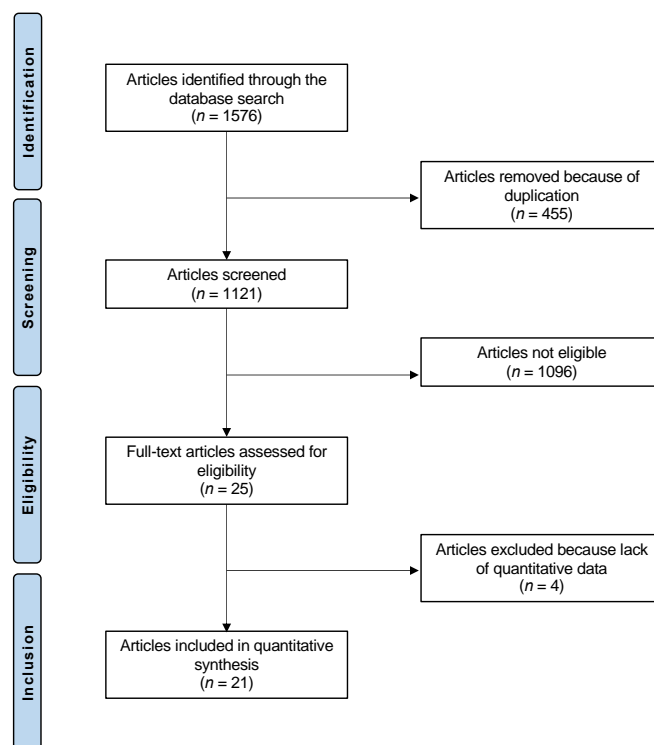 Identification
Articles identified through the
database search
(n = 1576)
Articles removed because of
duplication
(n = 455)
Screening
Articles screened
(n = 1121)
Articles not eligible
(n = 1096)
Eligibility
Full-text articles assessed for
eligibility
(n = 25)
Articles excluded because lack
of quantitative data
(n = 4)
Inclusion
Articles included in quantitative
synthesis
(n = 21)